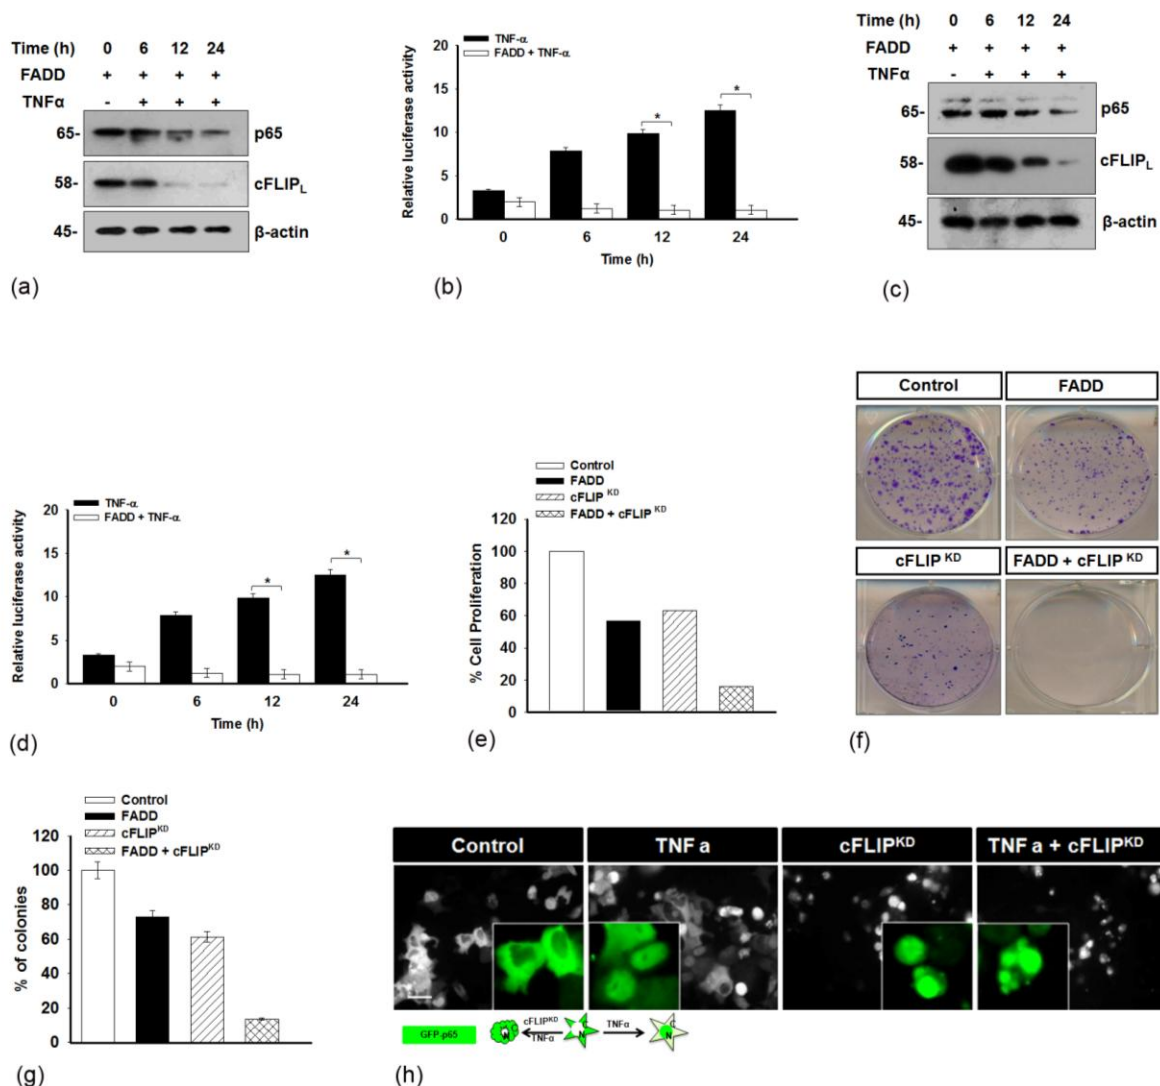 Time (h) 0 6 12 24
FADD + + + +
TNFα - + + +
65- p65
58- cFLIPL
45- β-actin
(a)
TNF-α
FADD + TNF-α
Relative luciferase activity
20
15
10
5
0
* *
0 6 12 24
Time (h)
(b)
Time (h) 0 6 12 24
FADD + + + +
TNFα - + + +
65- p65
58- cFLIPL
45- β-actin
(c)
TNF-α
FADD + TNF-α
Relative luciferase activity
20
15
10
5
0
* *
0 6 12 24
Time (h)
(d)
Control
FADD
cFLIP KD
FADD + cFLIP KD
% Cell Proliferation
120
100
80
60
40
20
0
(e)
Control FADD
cFLIP KD FADD + cFLIP KD
(f)
Control
FADD
cFLIPKD
FADD + cFLIPKD
% of colonies
120
100
80
60
40
20
0
(g)
Control TNF a cFLIPKD TNF a + cFLIPKD
GFP-p65 C N cFLIPKD TNFα C N TNFα C N
(h)